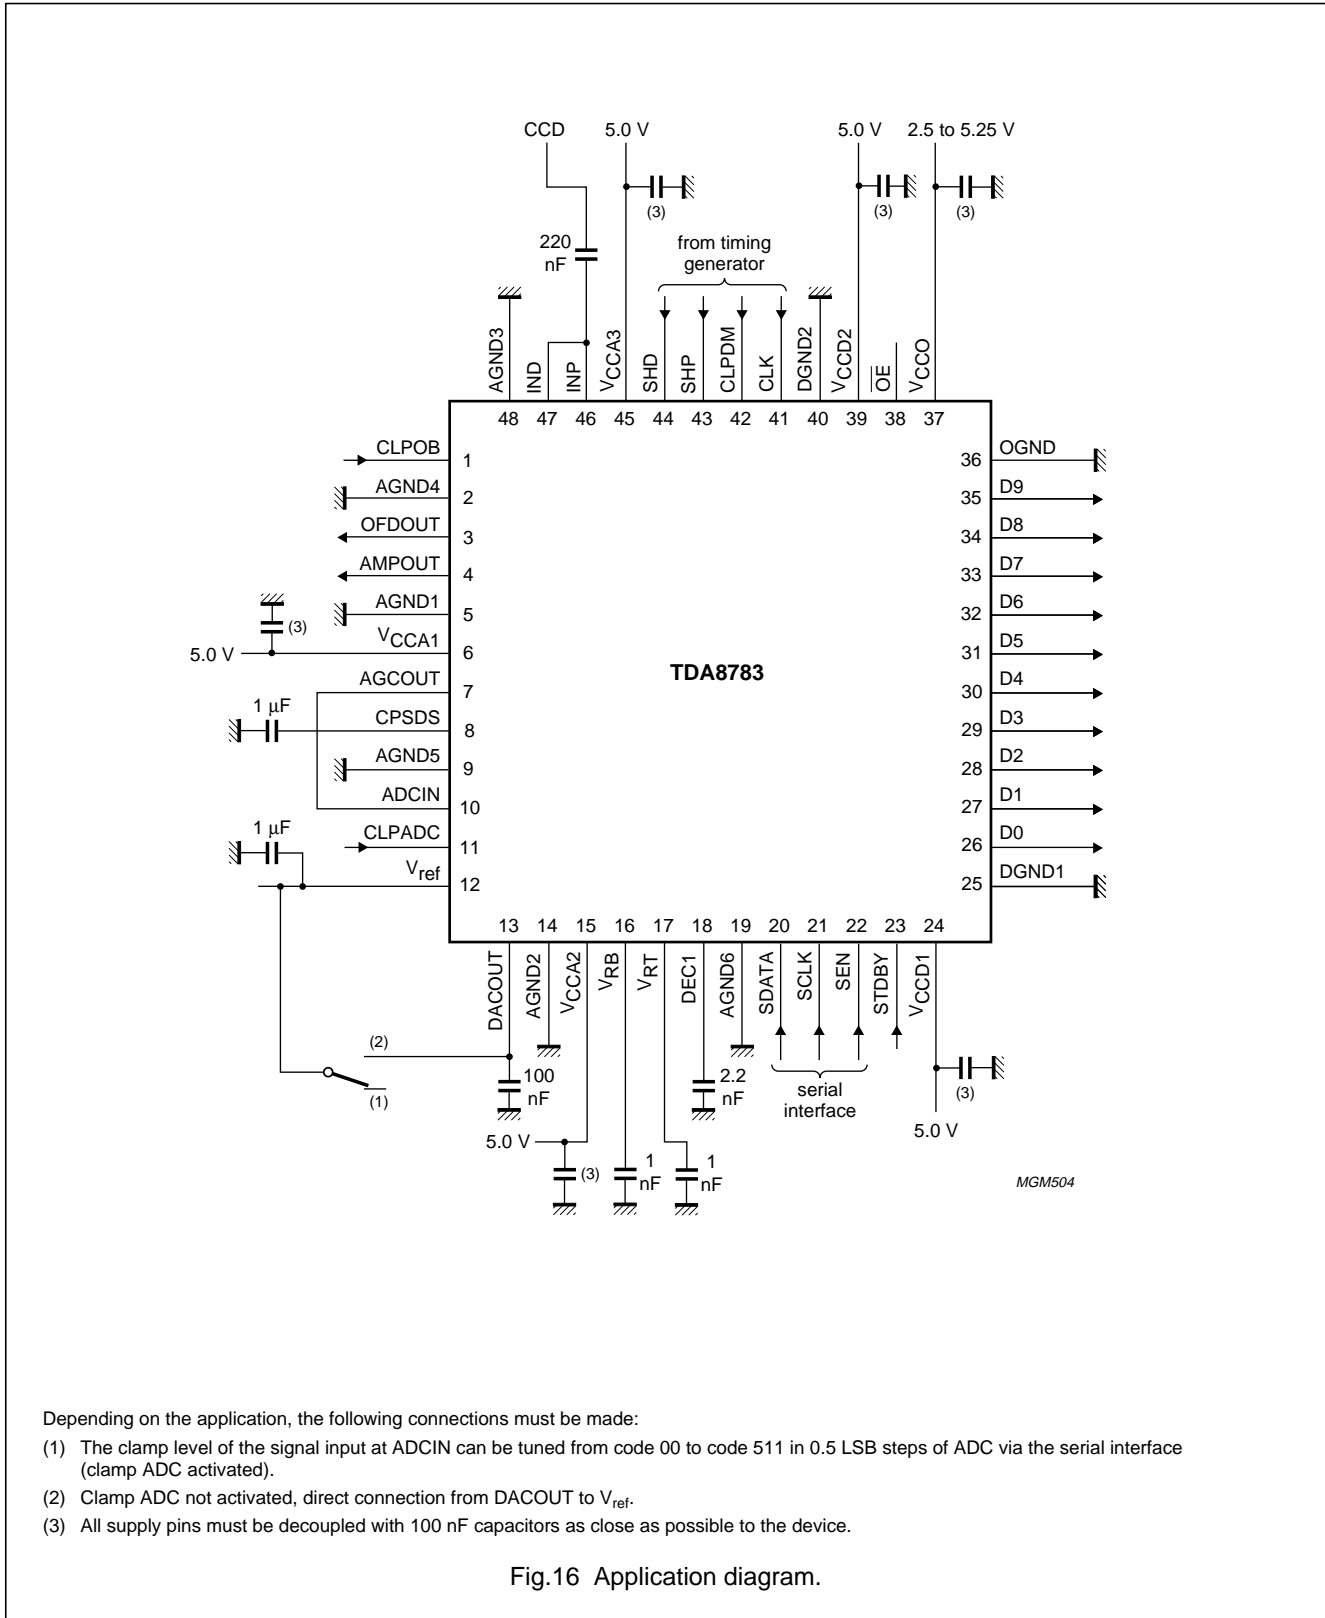 CCD 5.0 V 5.0 V 2.5 to 5.25 V
(3) (3) (3)
220
nF
from timing
generator
AGND3
IND
INP
VCCA3
SHD
SHP
CLPDM
CLK
DGND2
VCCD2
OE
VCCO
48 47 46 45 44 43 42 41 40 39 38 37
CLPOB 1
AGND4 2
OFDOUT 3
AMPOUT 4
AGND1 5
(3)
5.0 V VCCA1 6
AGCOUT 7
1 μF CPSDS 8
AGND5 9
ADCIN 10
1 μF
CLPADC 11
Vref 12
TDA8783
36 OGND
35 D9
34 D8
33 D7
32 D6
31 D5
30 D4
29 D3
28 D2
27 D1
26 D0
25 DGND1
13 14 15 16 17 18 19 20 21 22 23 24
DACOUT
AGND2
VCCA2
VRB
VRT
DEC1
AGND6
SDATA
SCLK
SEN
STDBY
VCCD1
(2)
(1)
100
nF
2.2
nF
serial
interface
(3)
5.0 V
5.0 V
(3)
1
nF
1
nF
MGM504
Depending on the application, the following connections must be made:
(1) The clamp level of the signal input at ADCIN can be tuned from code 00 to code 511 in 0.5 LSB steps of ADC via the serial interface
(clamp ADC activated).
(2) Clamp ADC not activated, direct connection from DACOUT to Vref.
(3) All supply pins must be decoupled with 100 nF capacitors as close as possible to the device.
Fig.16 Application diagram.